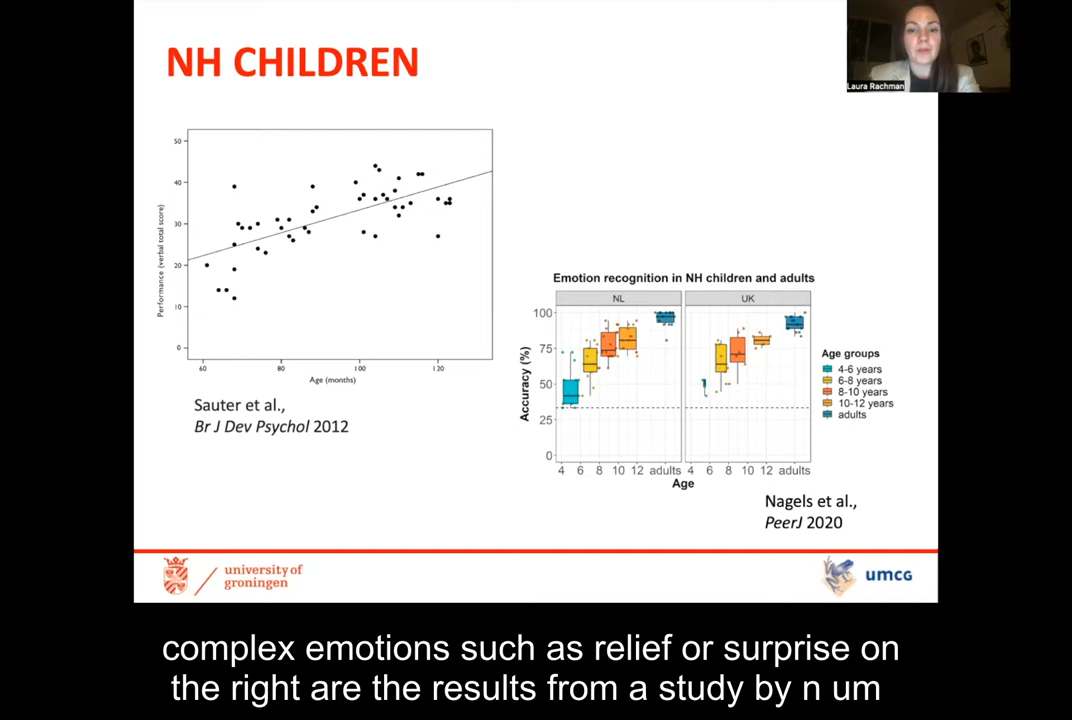 NH CHILDREN
Laura Rachman
50
40
30
20
10
0
Performance (verbal total score)
60
80
100
120
Age (months)
Sauter et al.,
Br J Dev Psychol 2012
Emotion recognition in NH children and adults
NL
UK
100
75
50
25
0
Accuracy (%)
4 6 8 10 12 adults
4 6 8 10 12 adults
Age
Age groups
4-6 years
6-8 years
8-10 years
10-12 years
adults
Nagels et al.,
PeerJ 2020
university of
groningen
umcg
complex emotions such as relief or surprise on
the right are the results from a study by n um